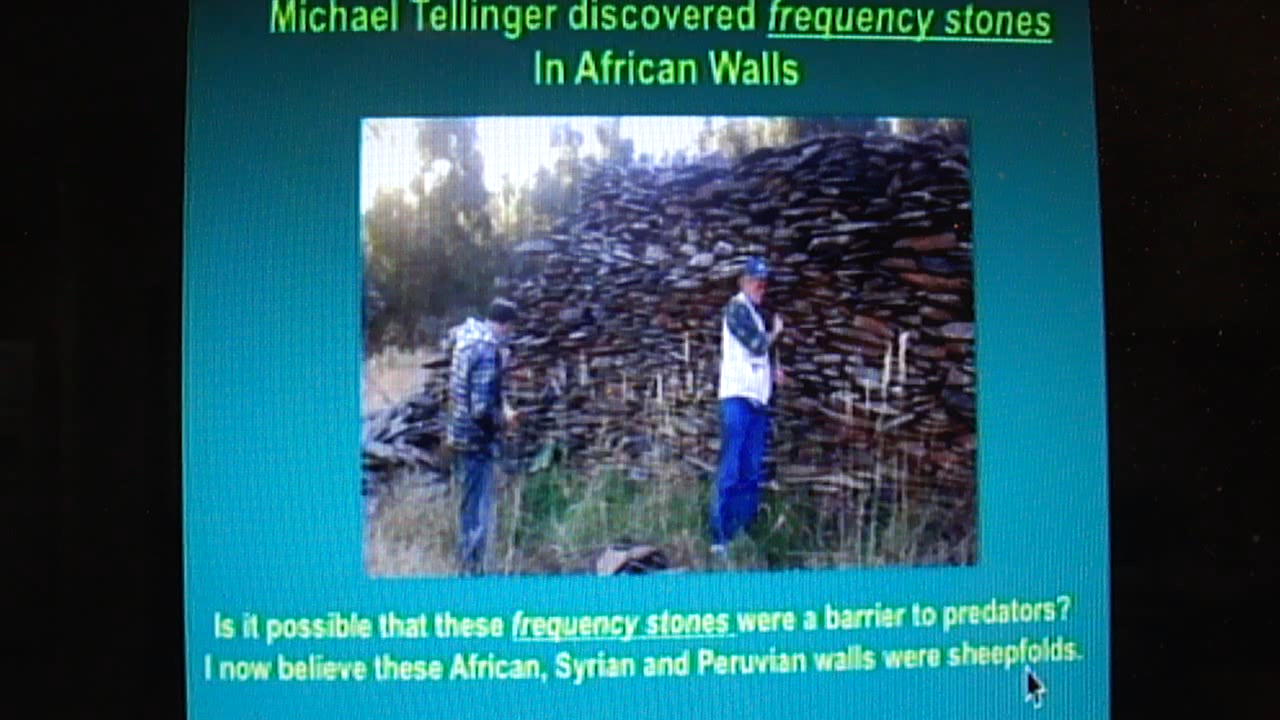 Michael Tellinger discovered frequency stones
In African Walls
Is it possible that these frequency stones were a barrier to predators?
I now believe these African, Syrian and Peruvian walls were sheepfolds.